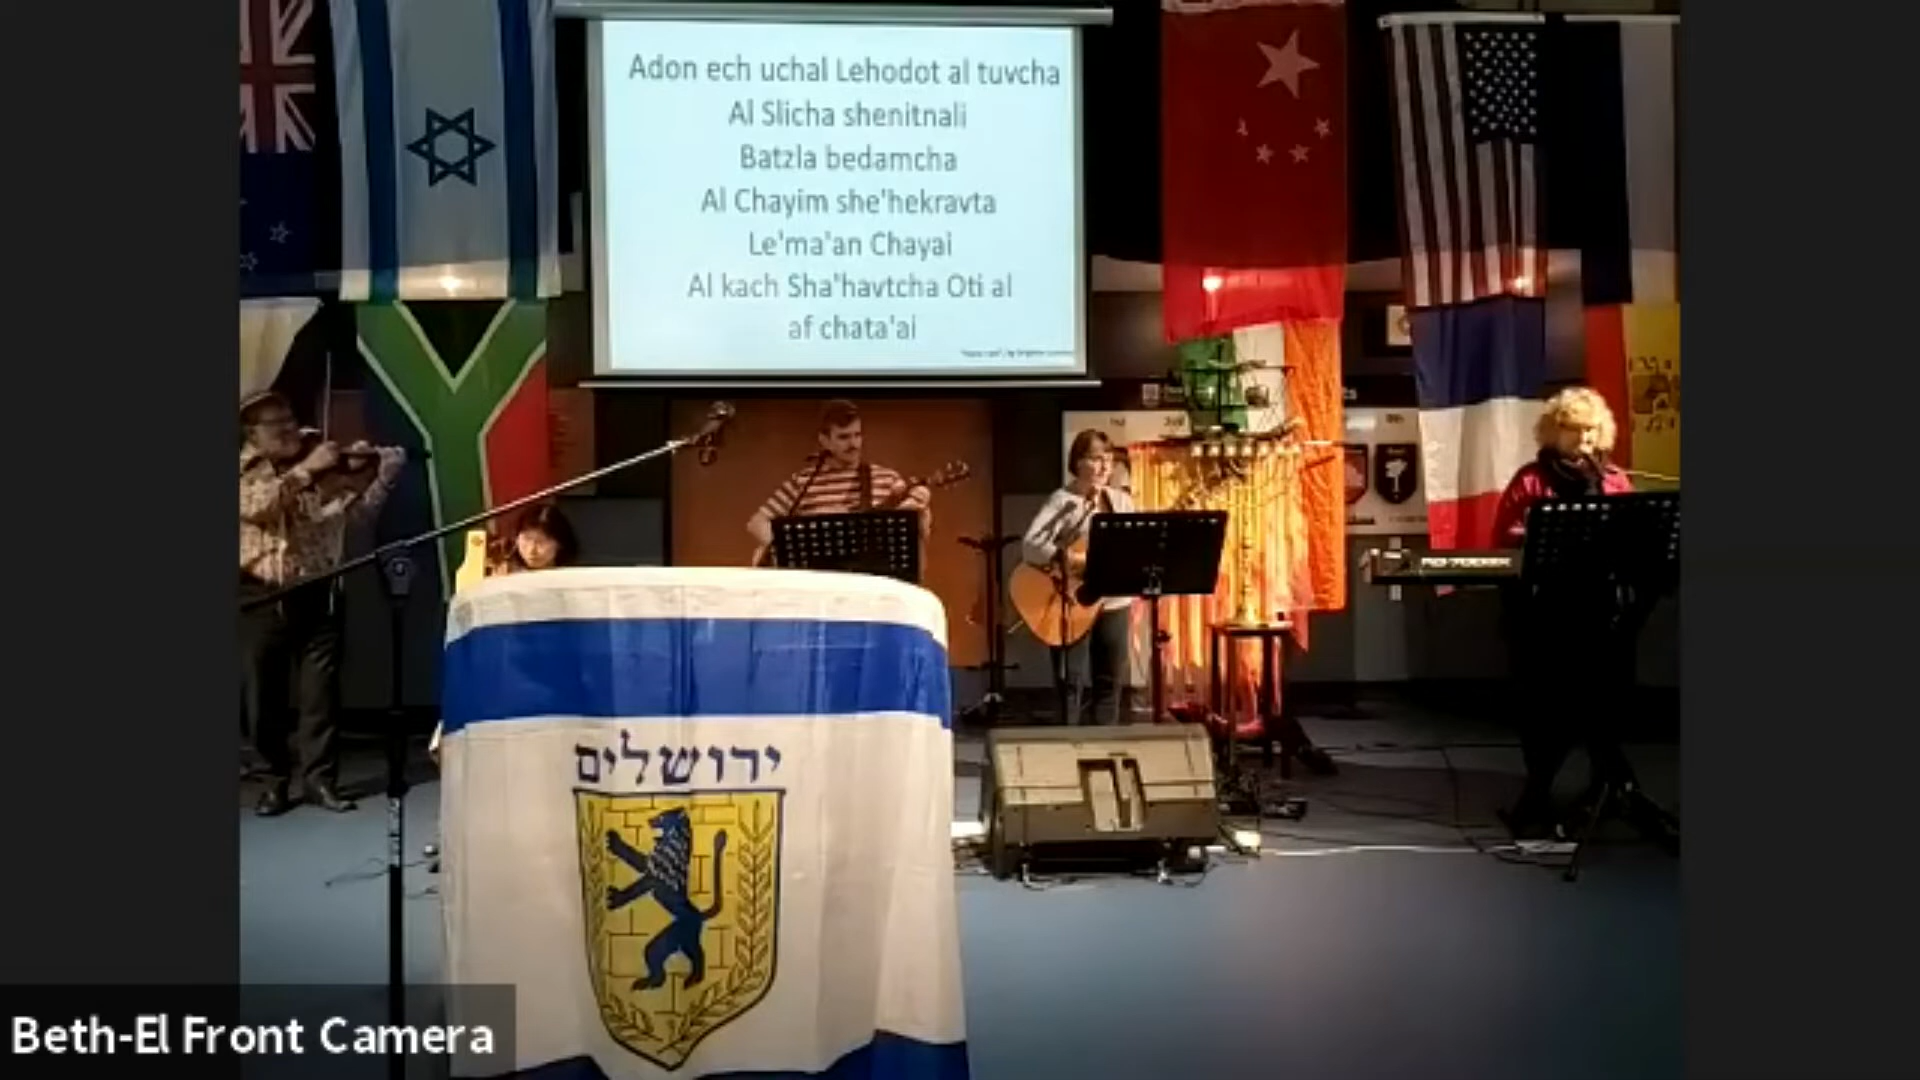 Adon ech uchal Lehodot al tuvcha
Al Slicha shenitnali
Batzla bedamcha
Al Chayim she'hekravta
Le'ma'an Chayai
Al kach Sha'havtcha Oti al
af chata'ai
ירושלים
Beth-El Front Camera